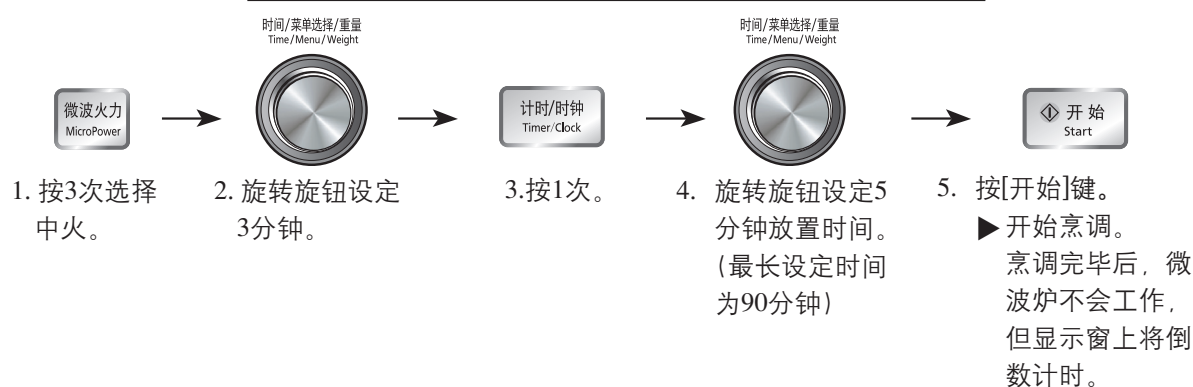 时间/菜单选择/重量
Time/Menu/Weight
时间/菜单选择/重量
Time/Menu/Weight
微波火力
MicroPower
计时/时钟
Timer/Clock
开始
Start
1. 按3次选择
中火。
2. 旋转旋钮设定
3分钟。
3.按1次。
4. 旋转旋钮设定5
分钟放置时间。
(最长设定时间
为90分钟)
5. 按[开始]键。
▶开始烹调。
烹调完毕后，微
波炉不会工作，
但显示窗上将倒
数计时。